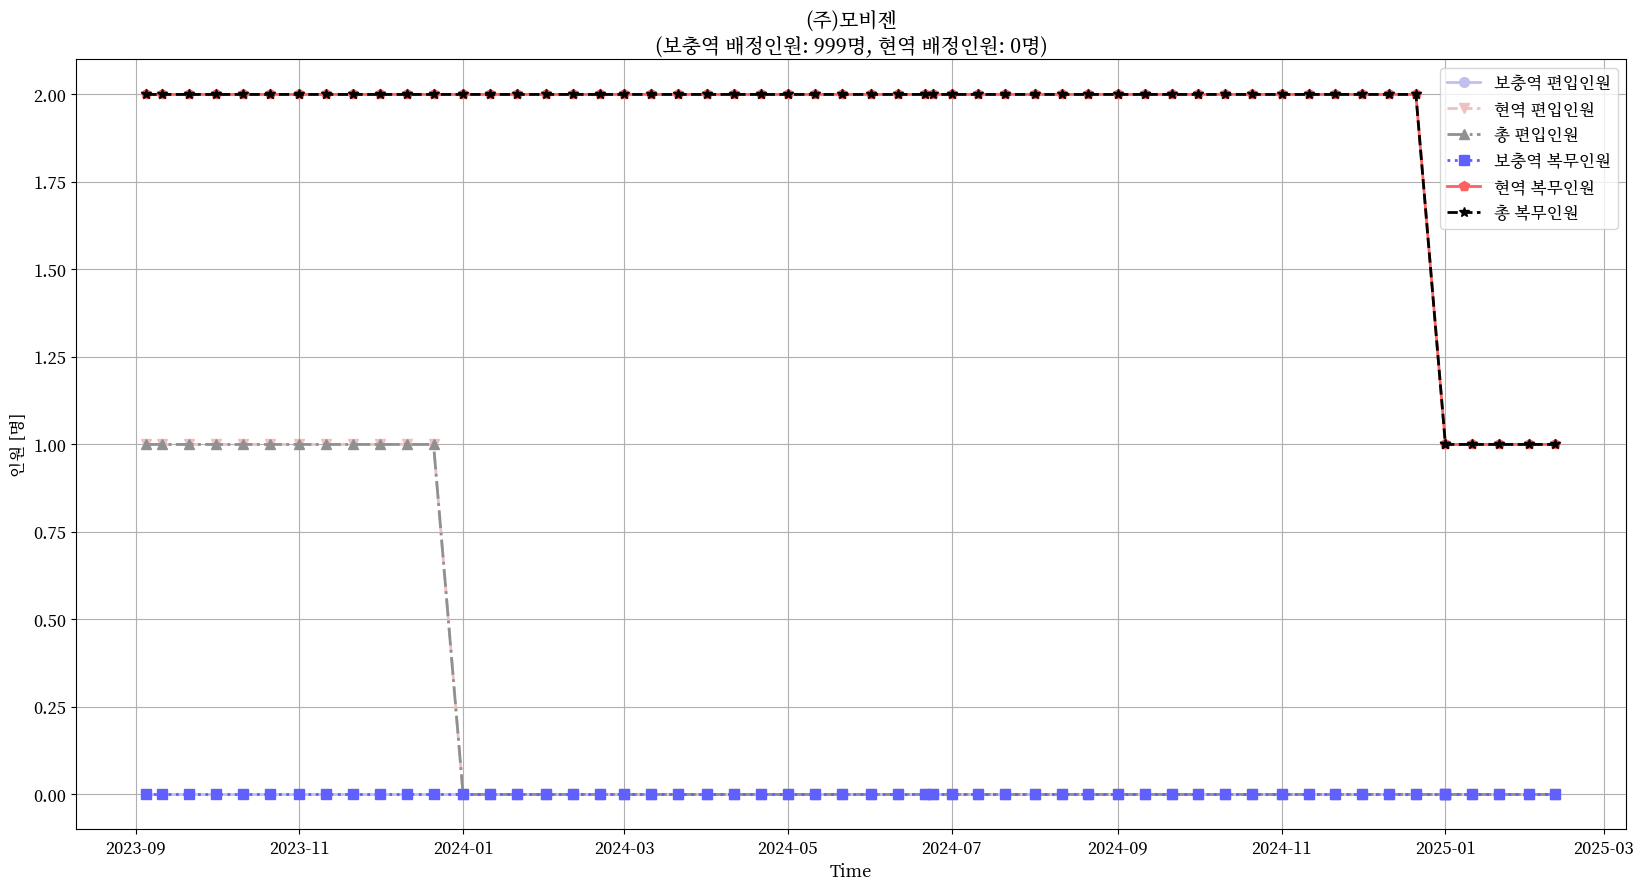 (주)모비젠
(보충역 배정인원: 999명, 현역 배정인원: 0명)
보충역 편입인원
현역 편입인원
총 편입인원
보충역 복무인원
현역 복무인원
총 복무인원
인원 [명]
2.00
1.75
1.50
1.25
1.00
0.75
0.50
0.25
0.00
2023-09
2023-11
2024-01
2024-03
2024-05
2024-07
2024-09
2024-11
2025-01
2025-03
Time